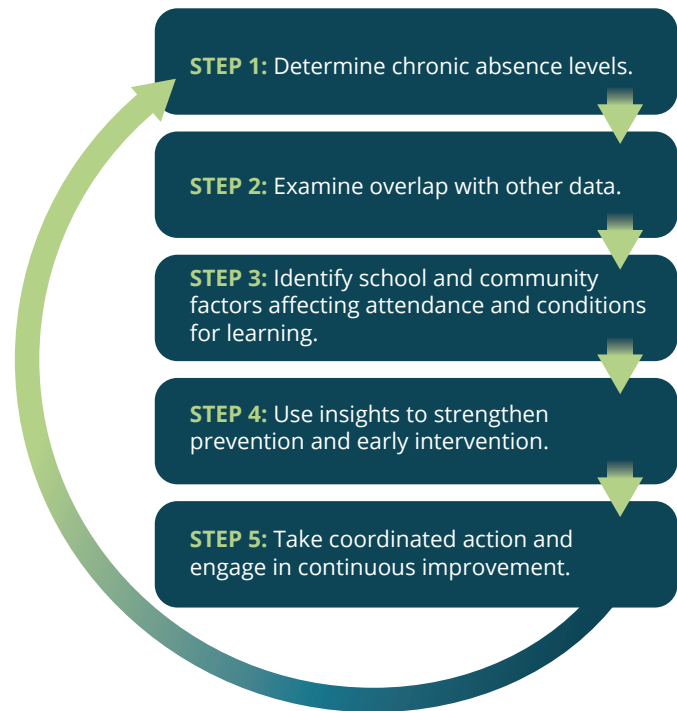 STEP 1: Determine chronic absence levels.
STEP 2: Examine overlap with other data.
STEP 3: Identify school and community
factors affecting attendance and conditions
for learning.
STEP 4: Use insights to strengthen
prevention and early intervention.
STEP 5: Take coordinated action and
engage in continuous improvement.